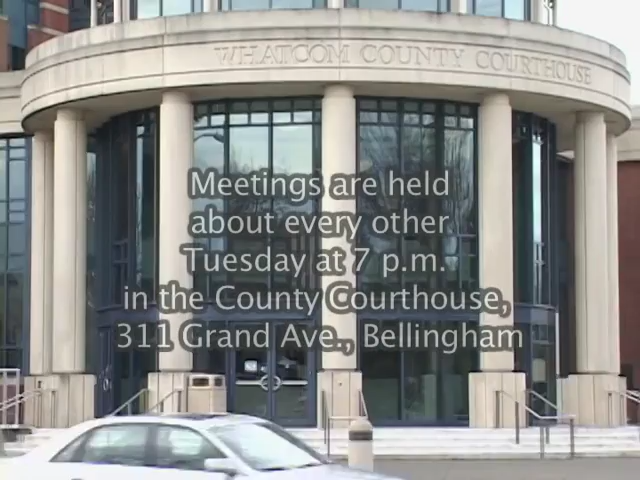 WHATCOM COUNTY COURTHOUSE
Meetings are held
about every other
Tuesday at 7 p.m.
in the County Courthouse,
311 Grand Ave., Bellingham